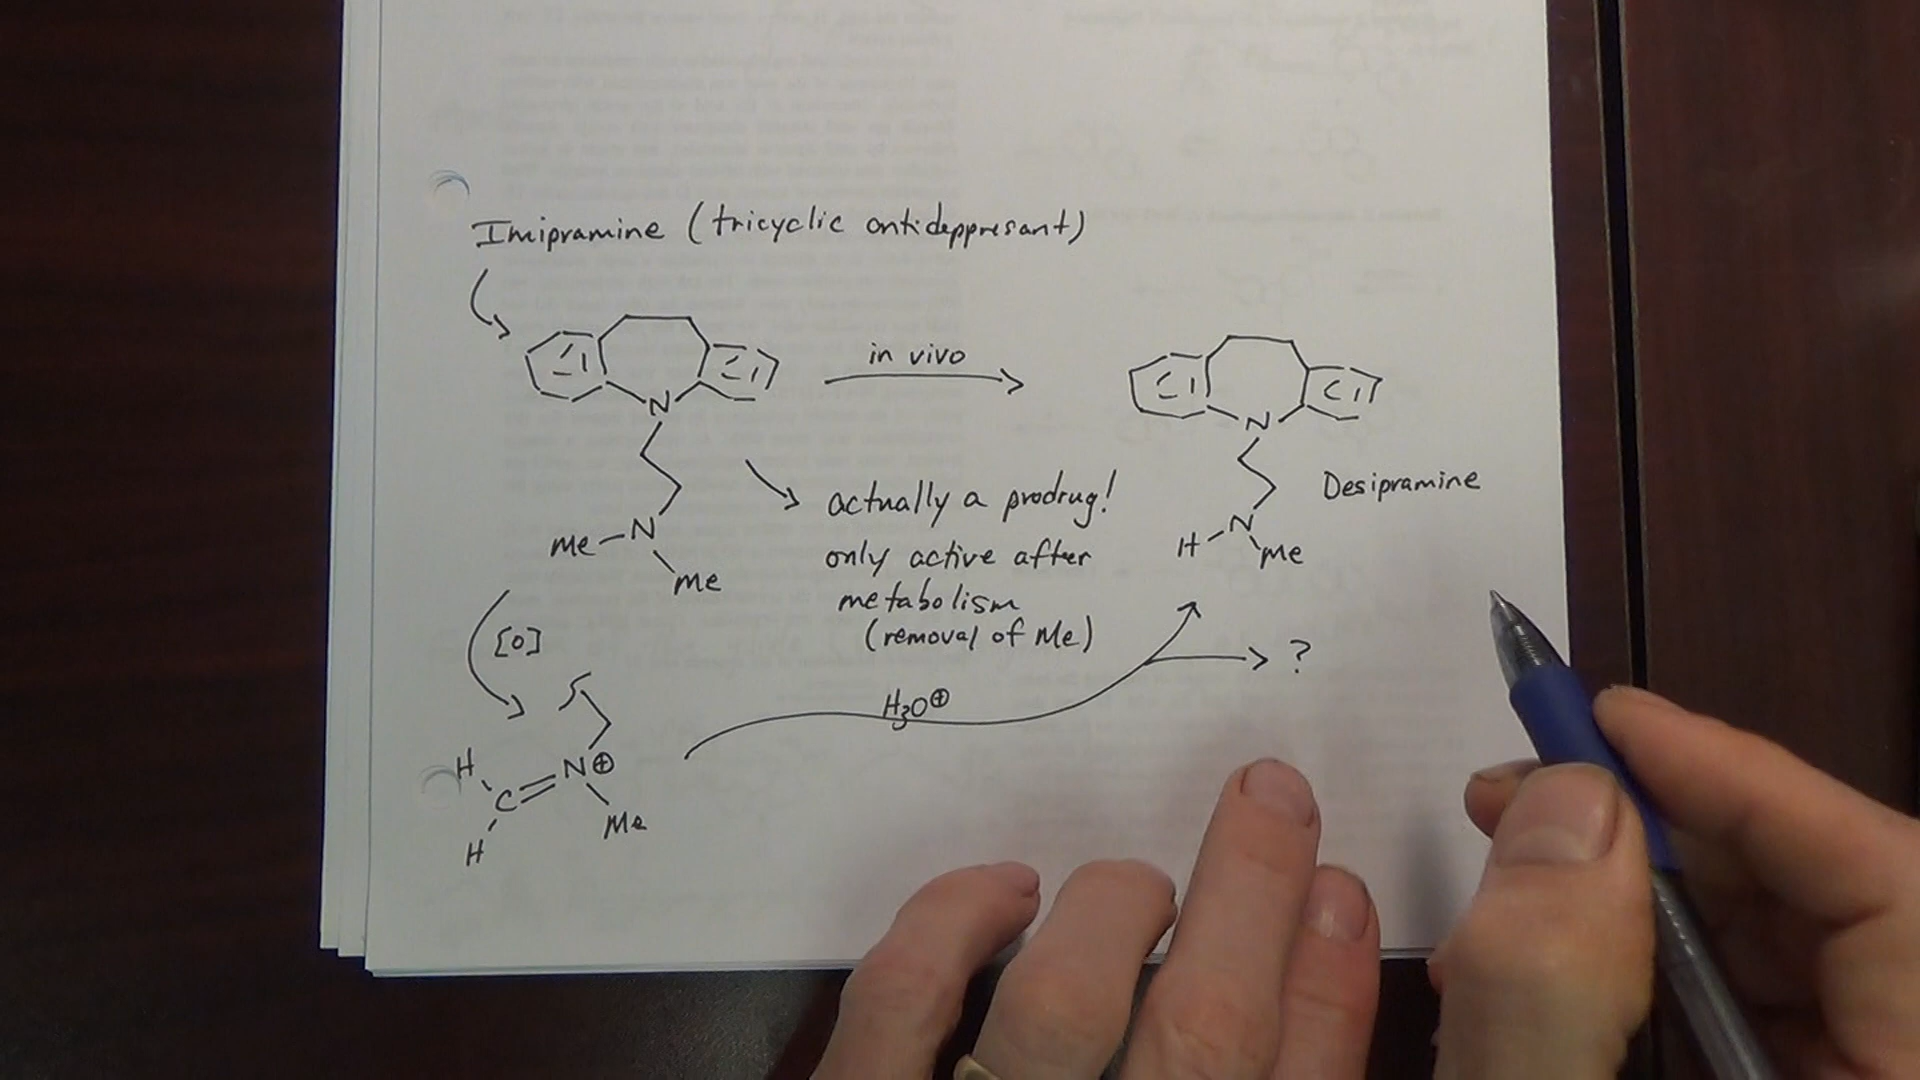 Imipramine (tricyclic antideppresant)
in vivo
N
N
Desipramine
actually a prodrug!
only active after
metabolism
(removal of Me)
Me N
Me
H N
Me
[O]
?
H₃O⊕
H
C=N⊕
Me
H